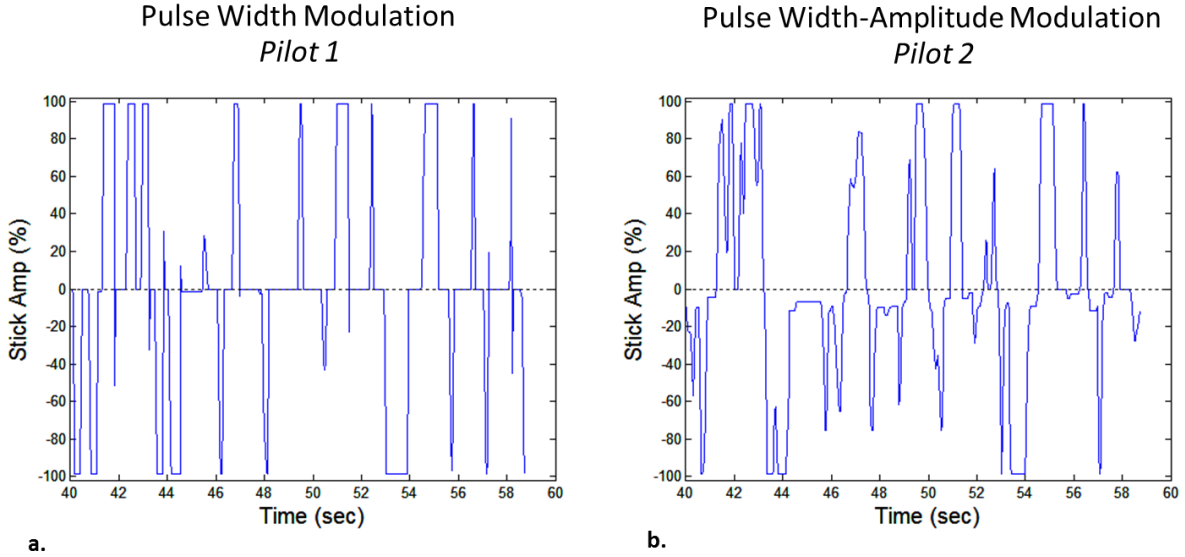 Pulse Width Modulation
Pilot 1
Pulse Width-Amplitude Modulation
Pilot 2
Stick Amp (%)
100
80
60
40
20
0
-20
-40
-60
-80
-100
40 42 44 46 48 50 52 54 56 58 60
Time (sec)
a.
Stick Amp (%)
100
80
60
40
20
0
-20
-40
-60
-80
-100
40 42 44 46 48 50 52 54 56 58 60
Time (sec)
b.